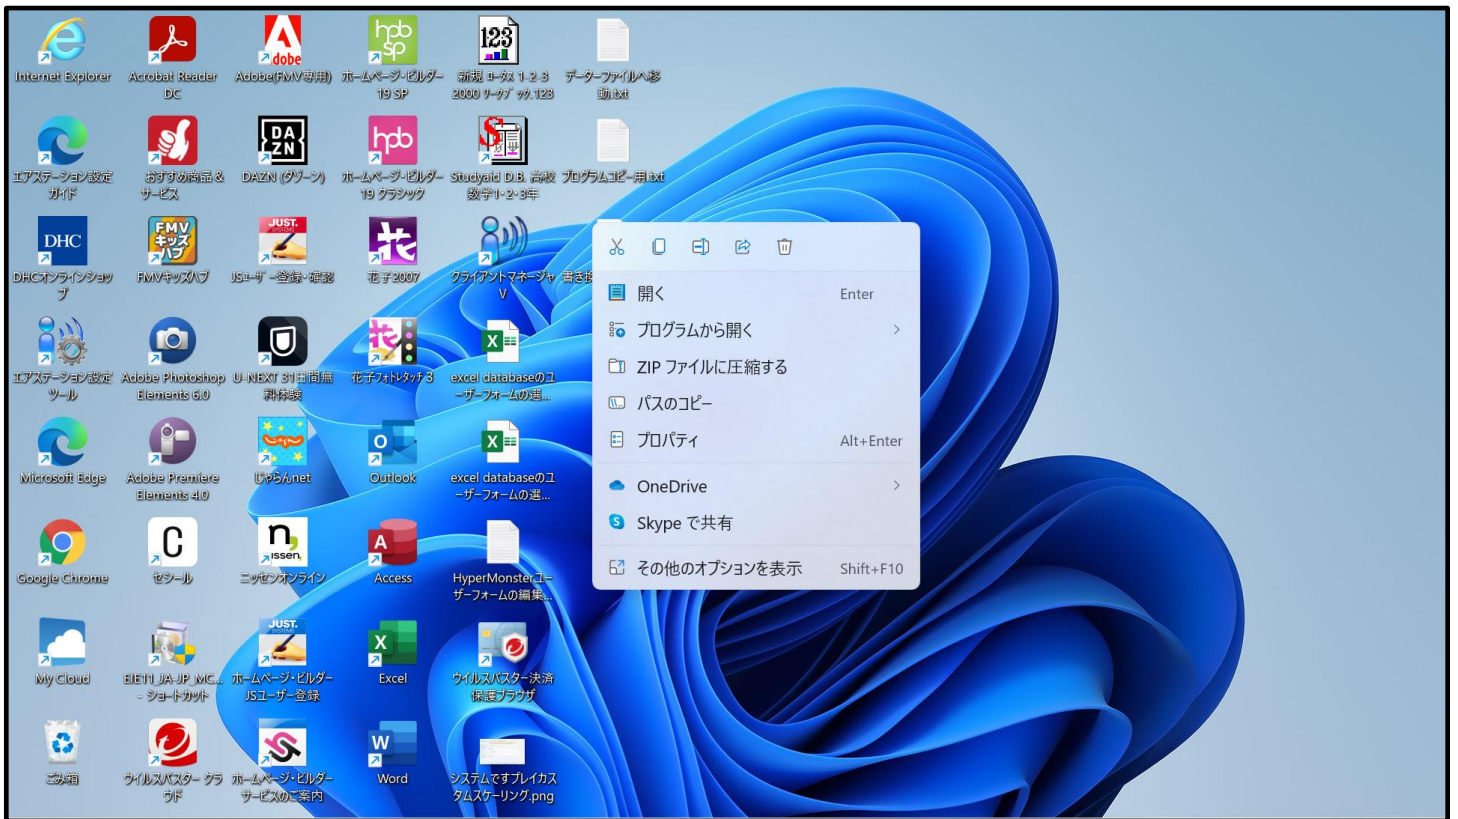 Internet Explorer
Acrobat Reader
DC
Adobe
Adobe(FMV専用)
hpb
sp
ホームページ・ビルダー
19 SP
123
新規 ロータス 1-2-3
2000 ワークブック.123
データーファイルへ移
動.txt
エアステーション設定
ガイド
おすすめ商品 &
サービス
DA
ZN
DAZN (ダゾーン)
hpb
ホームページ・ビルダー
19 クラシック
Studyaid D.B. 高校
数学1・2・3年
プログラムコピー用.txt
DHC
DHCオンラインショッ
プ
FMV
キッズ
ハブ
FMVキッズハブ
JUST.
SYSTEMS
JSユーザー登録・確認
花
花子2007
クライアントマネージャ
V
書き換
エアステーション設定
ツール
Adobe Photoshop
Elements 6.0
U-NEXT 31日間無
料体験
花子フォトレタッチ3
excel databaseのユ
ーザーフォームの選...
Microsoft Edge
Adobe Premiere
Elements 4.0
じゃらんnet
Outlook
excel databaseのユ
ーザーフォームの選...
Google Chrome
セシール
n,
issen,
ニッセンオンライン
A
Access
HyperMonsterユー
ザーフォームの編集...
My Cloud
EIE11_JA-JP_MC...
- ショートカット
JUST.
SYSTEMS
ホームページ・ビルダー
JSユーザー登録
X
Excel
ウイルスバスター決済
保護ブラウザ
ごみ箱
ウイルスバスター クラ
ウド
ホームページ・ビルダー
サービスのご案内
W
Word
システムですプレイカス
タムスケーリング.png
開く Enter
プログラムから開く
ZIP ファイルに圧縮する
パスのコピー
プロパティ Alt+Enter
OneDrive
Skype で共有
その他のオプションを表示 Shift+F10